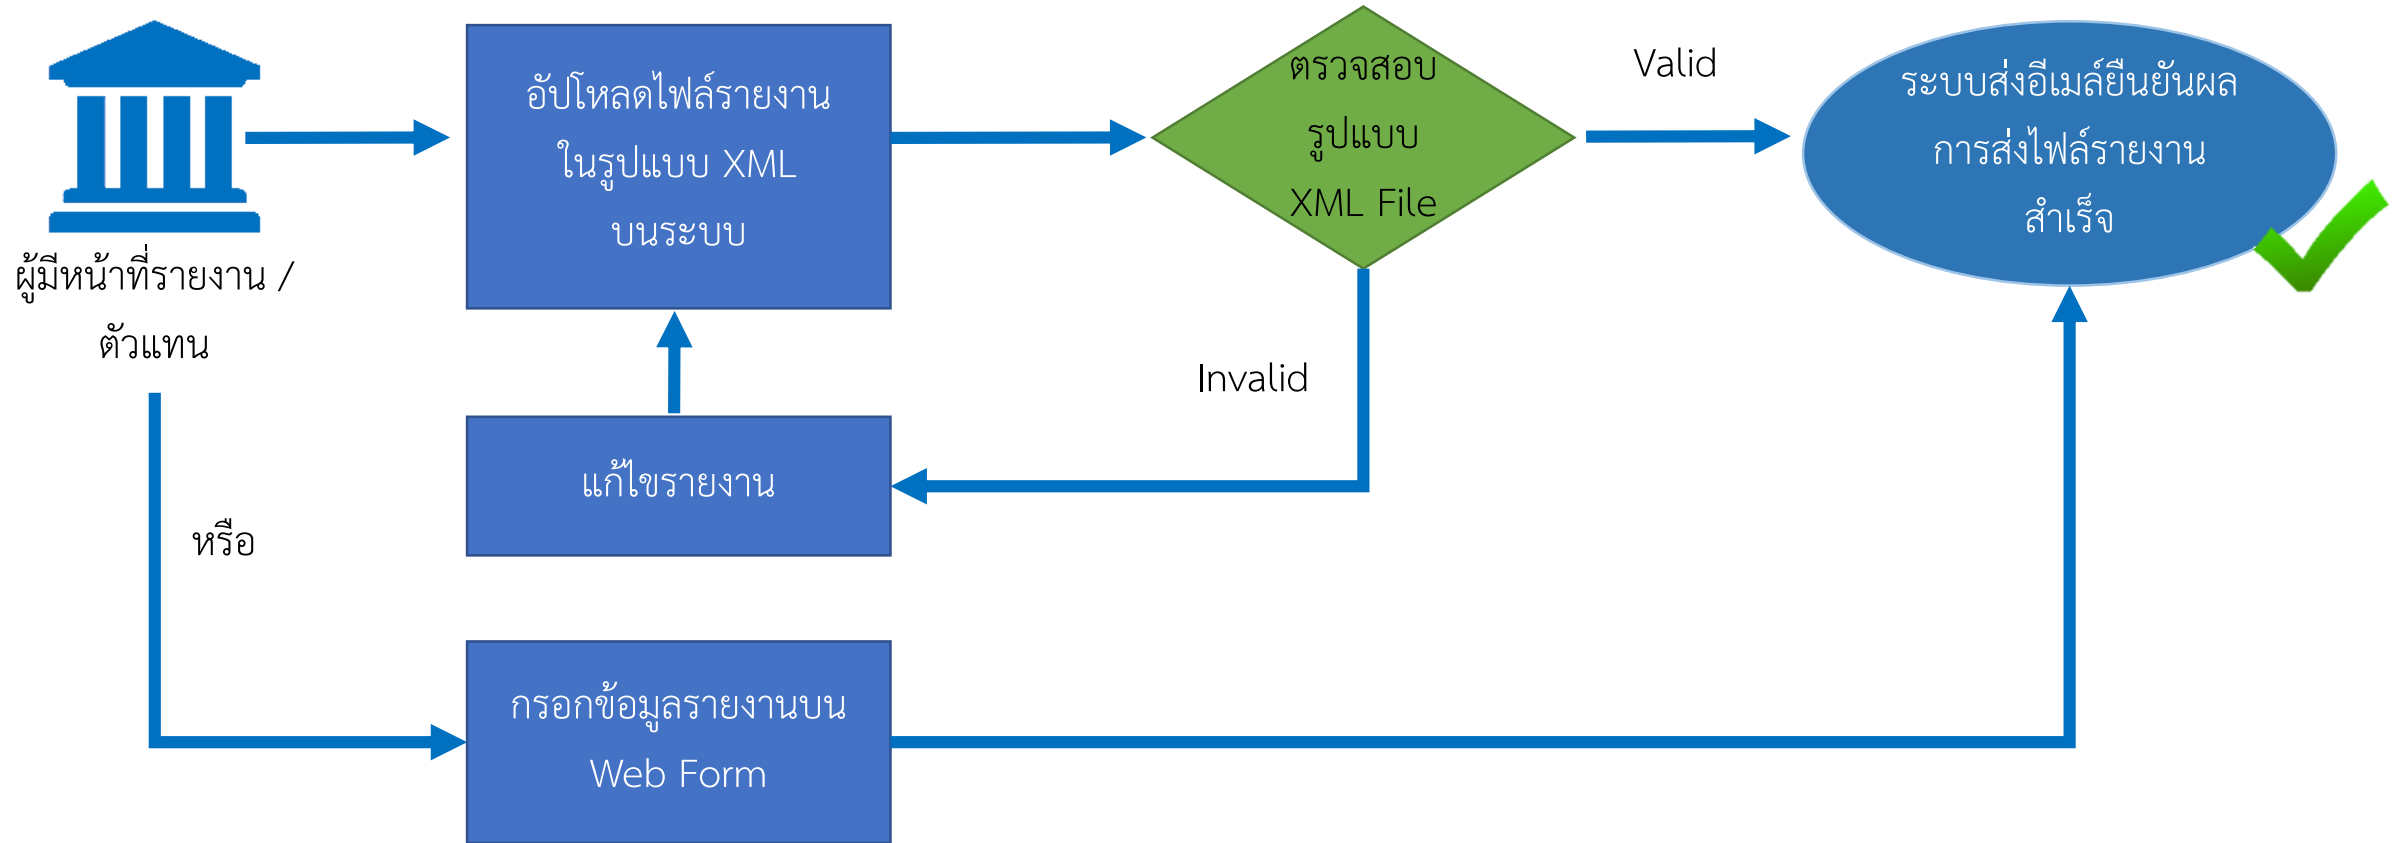 ผู้มีหน้าที่รายงาน /
ตัวแทน
อัปโหลดไฟล์รายงาน
ในรูปแบบ XML
บนระบบ
ตรวจสอบ
รูปแบบ
XML File
Valid
ระบบส่งอีเมล์ยืนยันผล
การส่งไฟล์รายงาน
สำเร็จ
Invalid
แก้ไขรายงาน
หรือ
กรอกข้อมูลรายงานบน
Web Form